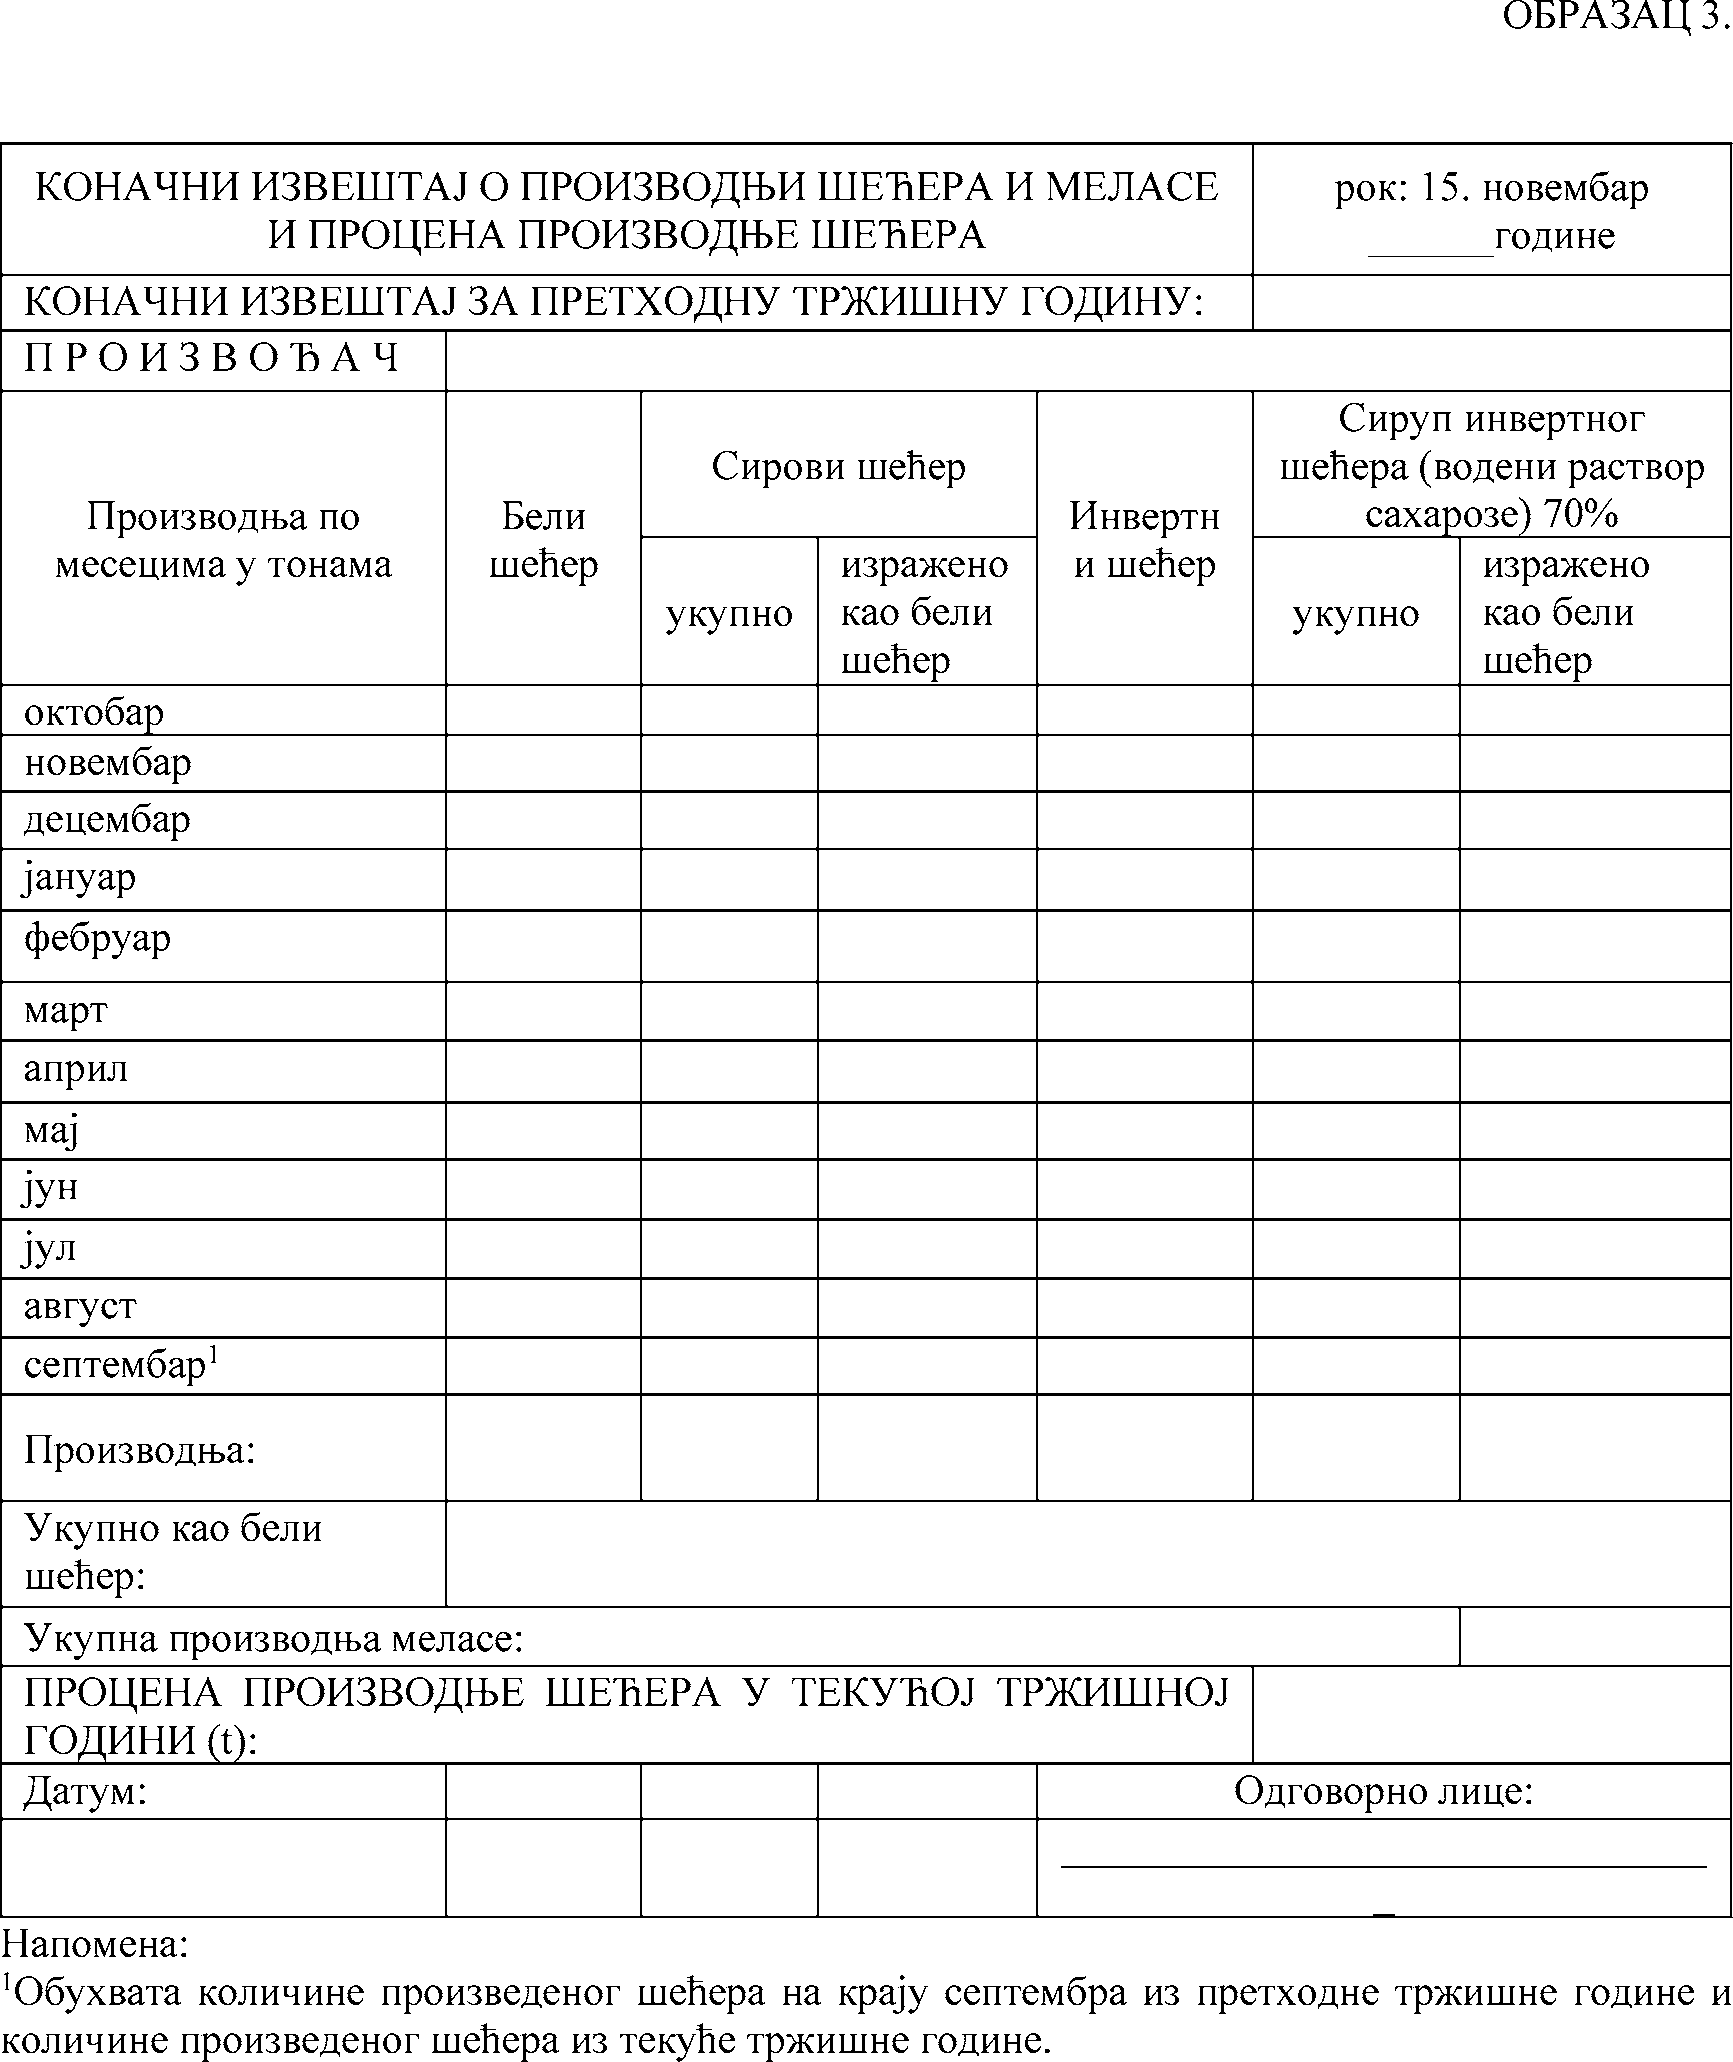 ОБРАЗАЦ 3.
КОНАЧНИ ИЗВЕШТАЈ О ПРОИЗВОДЊИ ШЕЋЕРА И МЕЛАСЕ
И ПРОЦЕНА ПРОИЗВОДЊЕ ШЕЋЕРА
рок: 15. новембар
______године
КОНАЧНИ ИЗВЕШТАЈ ЗА ПРЕТХОДНУ ТРЖИШНУ ГОДИНУ:
П Р О И З В О Ђ А Ч
Производња по
месецима у тонама
Бели
шећер
Сирови шећер
укупно
изражено
као бели
шећер
Инвертн
и шећер
Сируп инвертног
шећера (водени раствор
сахарозе) 70%
укупно
изражено
као бели
шећер
октобар
новембар
децембар
јануар
фебруар
март
април
мај
јун
јул
август
септембар¹
Производња:
Укупно као бели
шећер:
Укупна производња меласе:
ПРОЦЕНА ПРОИЗВОДЊЕ ШЕЋЕРА У ТЕКУЋОЈ ТРЖИШНОЈ
ГОДИНИ (t):
Датум:
Одговорно лице:
Напомена:
¹Обухвата количине произведеног шећера на крају септембра из претходне тржишне године и
количине произведеног шећера из текуће тржишне године.